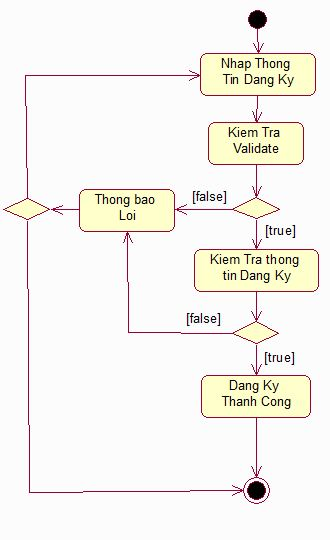 Nhap Thong
Tin Dang Ky
Kiem Tra
Validate
[false]
Thong bao
Loi
[true]
Kiem Tra thong
tin Dang Ky
[false]
[true]
Dang Ky
Thanh Cong